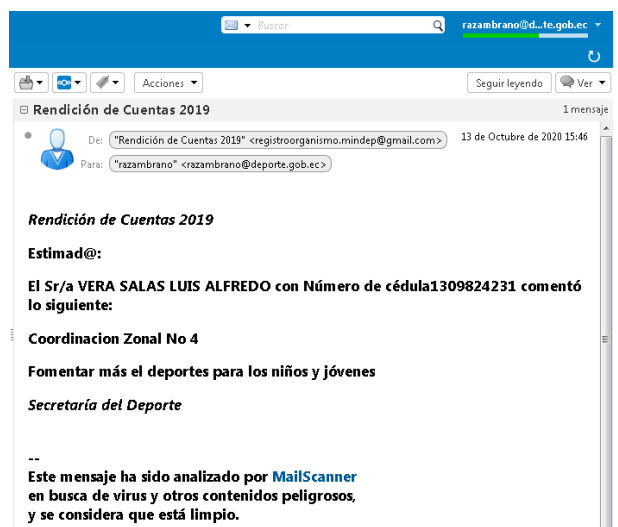 Buscar
razambrano@d...te.gob.ec
Acciones
Seguir leyendo
Ver
Rendición de Cuentas 2019
1 mensaje
De: "Rendición de Cuentas 2019" <registroorganismo.mindep@gmail.com>
13 de Octubre de 2020 15:46
Para: "razambrano" <razambrano@deporte.gob.ec>
Rendición de Cuentas 2019
Estimad@:
El Sr/a VERA SALAS LUIS ALFREDO con Número de cédula1309824231 comentó
lo siguiente:
Coordinacion Zonal No 4
Fomentar más el deportes para los niños y jóvenes
Secretaría del Deporte
--
Este mensaje ha sido analizado por MailScanner
en busca de virus y otros contenidos peligrosos,
y se considera que está limpio.